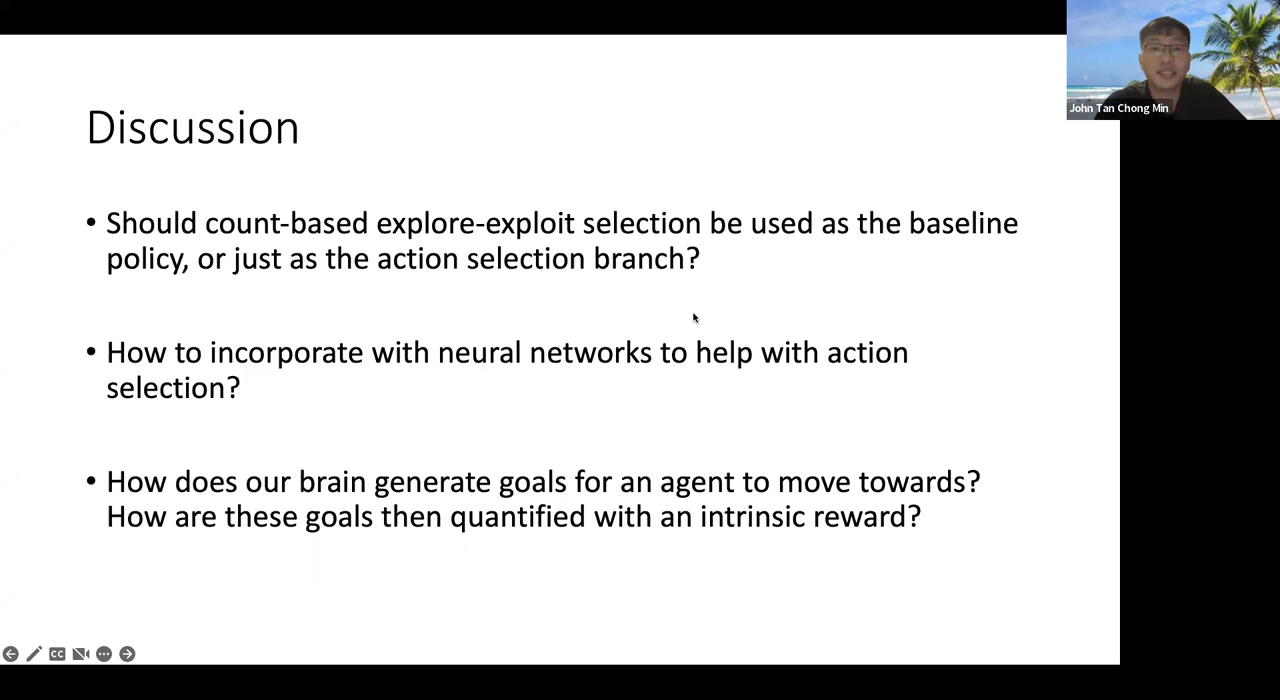 John Tan Chong Min
Discussion
• Should count-based explore-exploit selection be used as the baseline
policy, or just as the action selection branch?
• How to incorporate with neural networks to help with action
selection?
• How does our brain generate goals for an agent to move towards?
How are these goals then quantified with an intrinsic reward?
CC